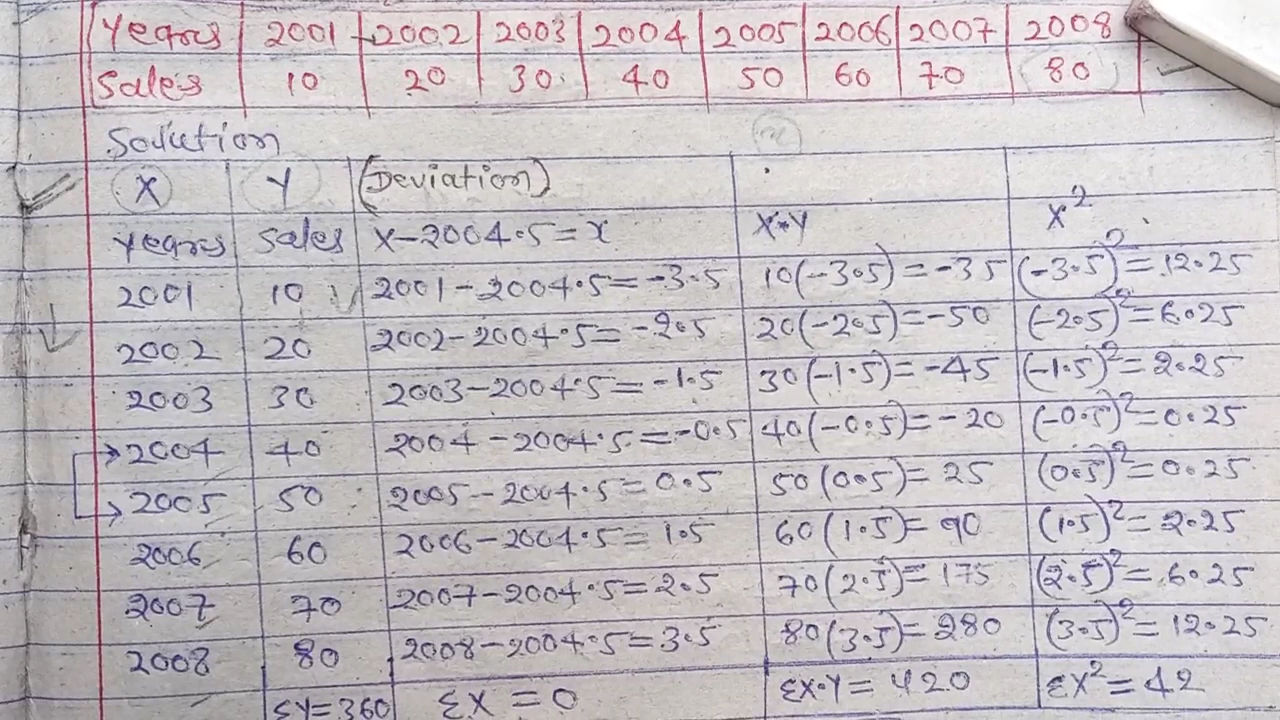 Years 2001 2002 2003 2004 2005 2006 2007 2008
Sales 10 20 30 40 50 60 70 80
Solution
X Y (Deviation)
Years Sales X-2004.5=x X*Y X²
2001 10 2001-2004.5=-3.5 10(-3.5)=-35 (-3.5)²=12.25
2002 20 2002-2004.5=-2.5 20(-2.5)=-50 (-2.5)²=6.25
2003 30 2003-2004.5=-1.5 30(-1.5)=-45 (-1.5)²=2.25
2004 40 2004-2004.5=-0.5 40(-0.5)=-20 (-0.5)²=0.25
2005 50 2005-2004.5=0.5 50(0.5)=25 (0.5)²=0.25
2006 60 2006-2004.5=1.5 60(1.5)=90 (1.5)²=2.25
2007 70 2007-2004.5=2.5 70(2.5)=175 (2.5)²=6.25
2008 80 2008-2004.5=3.5 80(3.5)=280 (3.5)²=12.25
ΣY=360 ΣX=0 ΣX.Y=420 ΣX²=42